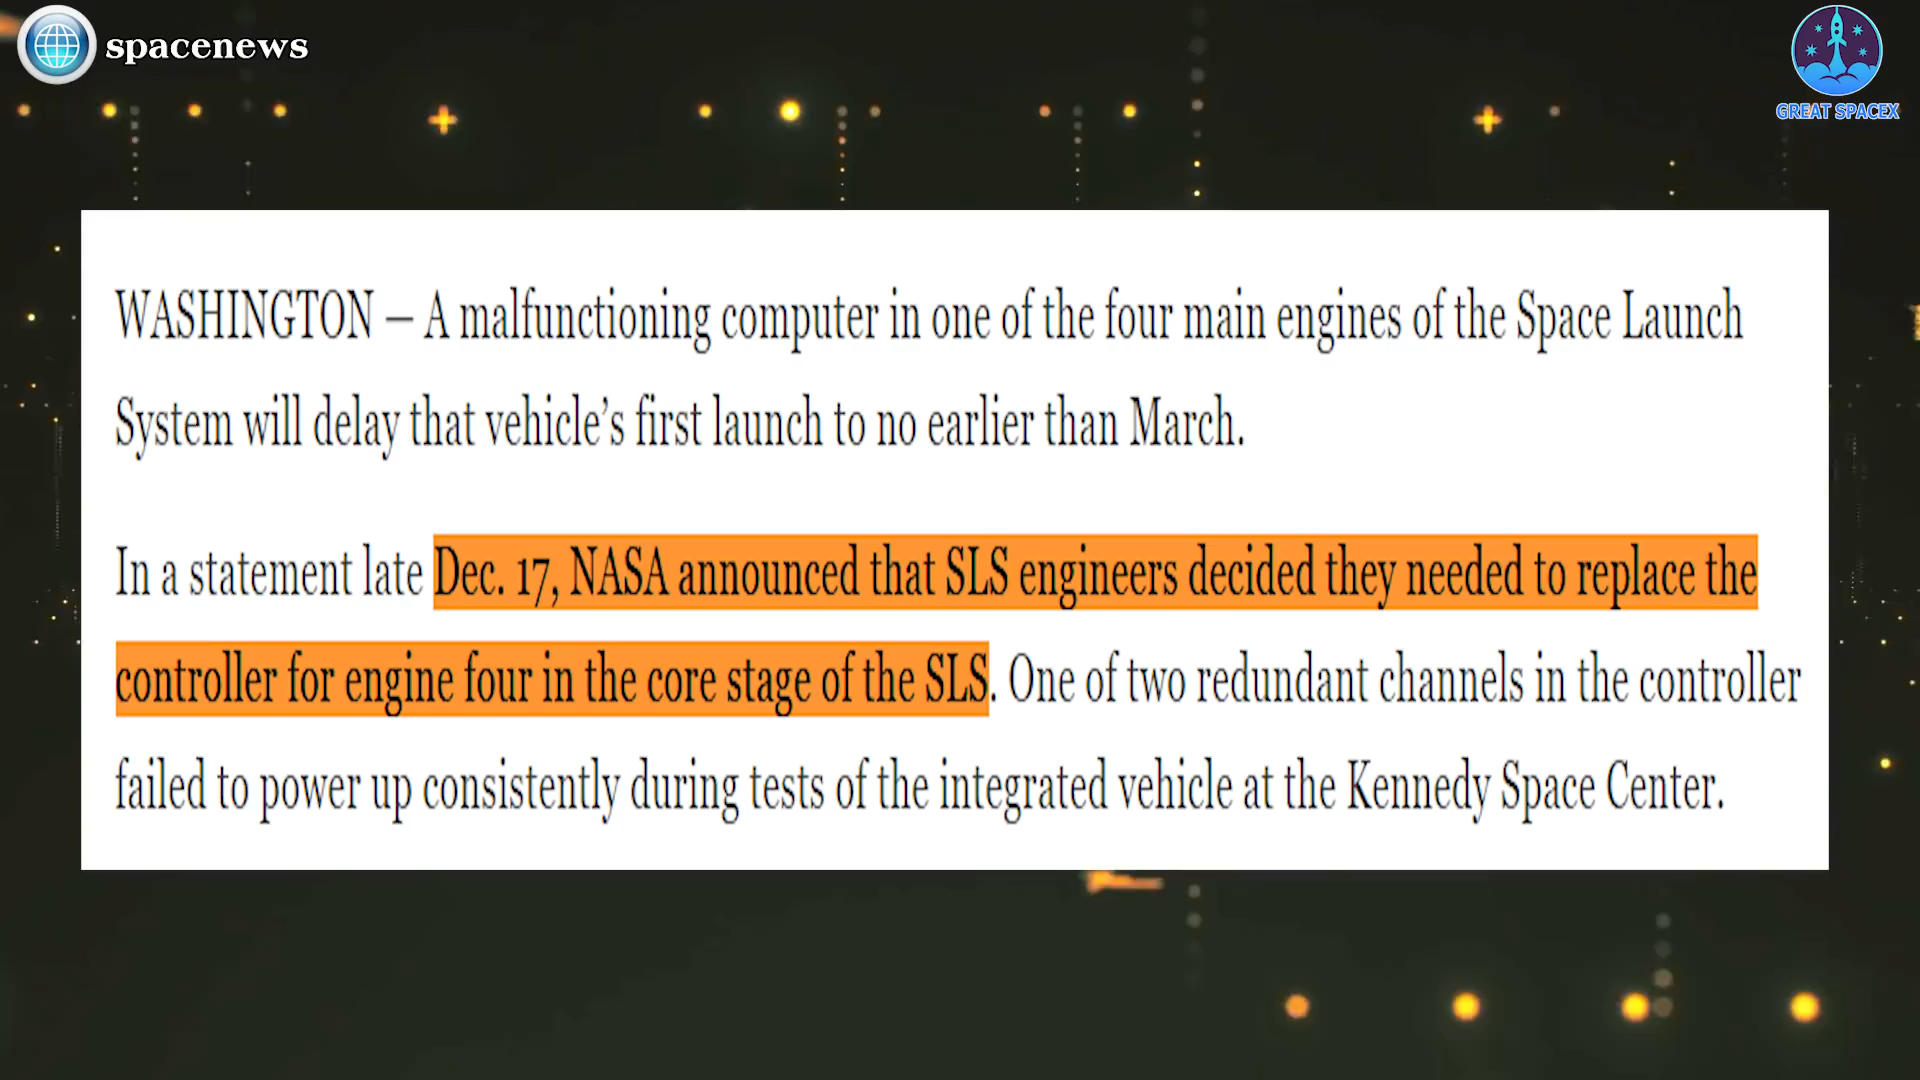 spacenews
GREAT SPACEX
WASHINGTON – A malfunctioning computer in one of the four main engines of the Space Launch
System will delay that vehicle’s first launch to no earlier than March.
In a statement late Dec. 17, NASA announced that SLS engineers decided they needed to replace the
controller for engine four in the core stage of the SLS. One of two redundant channels in the controller
failed to power up consistently during tests of the integrated vehicle at the Kennedy Space Center.